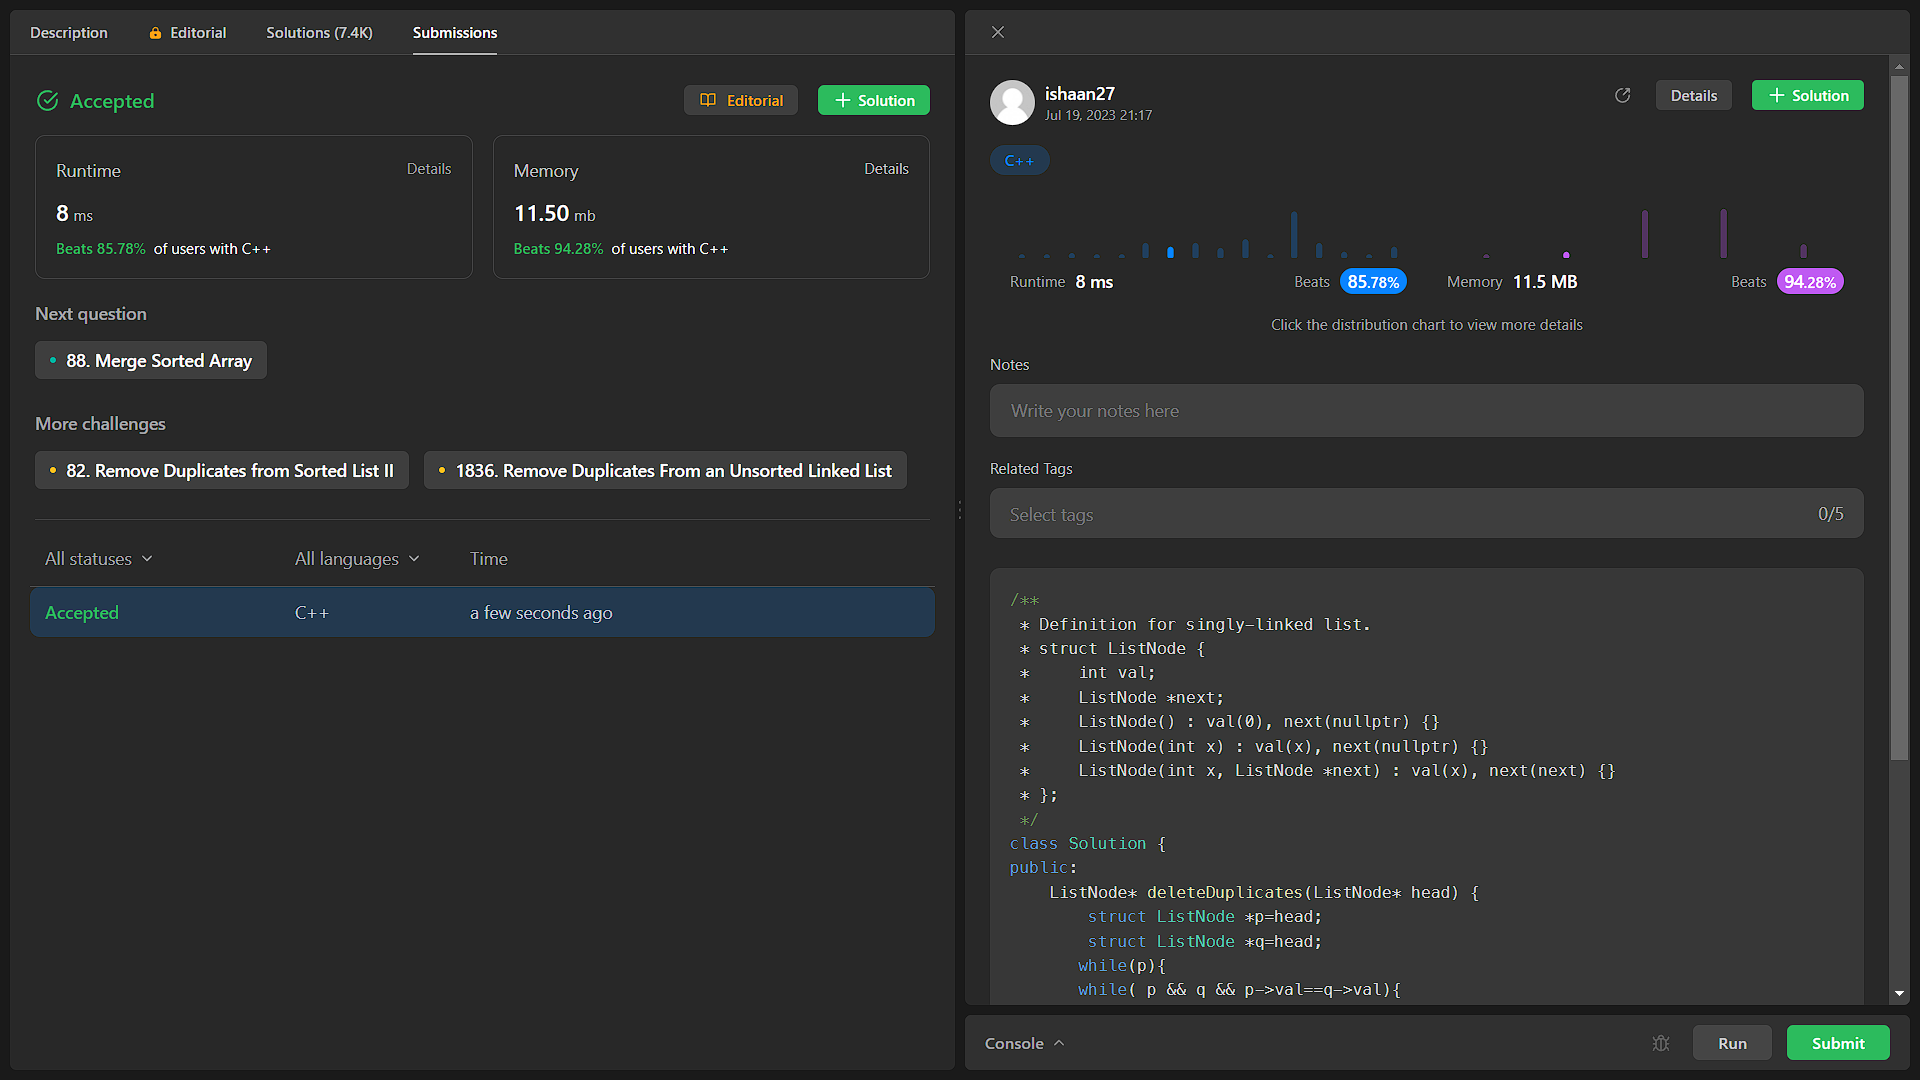 Description
Editorial
Solutions (7.4K)
Submissions
Accepted
Editorial
Solution
Runtime
Details
8 ms
Beats 85.78% of users with C++
Memory
Details
11.50 mb
Beats 94.28% of users with C++
Next question
88. Merge Sorted Array
More challenges
82. Remove Duplicates from Sorted List II
1836. Remove Duplicates From an Unsorted Linked List
All statuses
All languages
Time
Accepted
C++
a few seconds ago
ishaan27
Jul 19, 2023 21:17
Details
Solution
C++
Runtime 8 ms
Beats 85.78%
Memory 11.5 MB
Beats 94.28%
Click the distribution chart to view more details
Notes
Write your notes here
Related Tags
Select tags
0/5
/**
 * Definition for singly-linked list.
 * struct ListNode {
 *     int val;
 *     ListNode *next;
 *     ListNode() : val(0), next(nullptr) {}
 *     ListNode(int x) : val(x), next(nullptr) {}
 *     ListNode(int x, ListNode *next) : val(x), next(next) {}
 * };
 */
class Solution {
public:
    ListNode* deleteDuplicates(ListNode* head) {
        struct ListNode *p=head;
        struct ListNode *q=head;
       while(p){
       while( p && q && p->val==q->val){
Console
Run
Submit